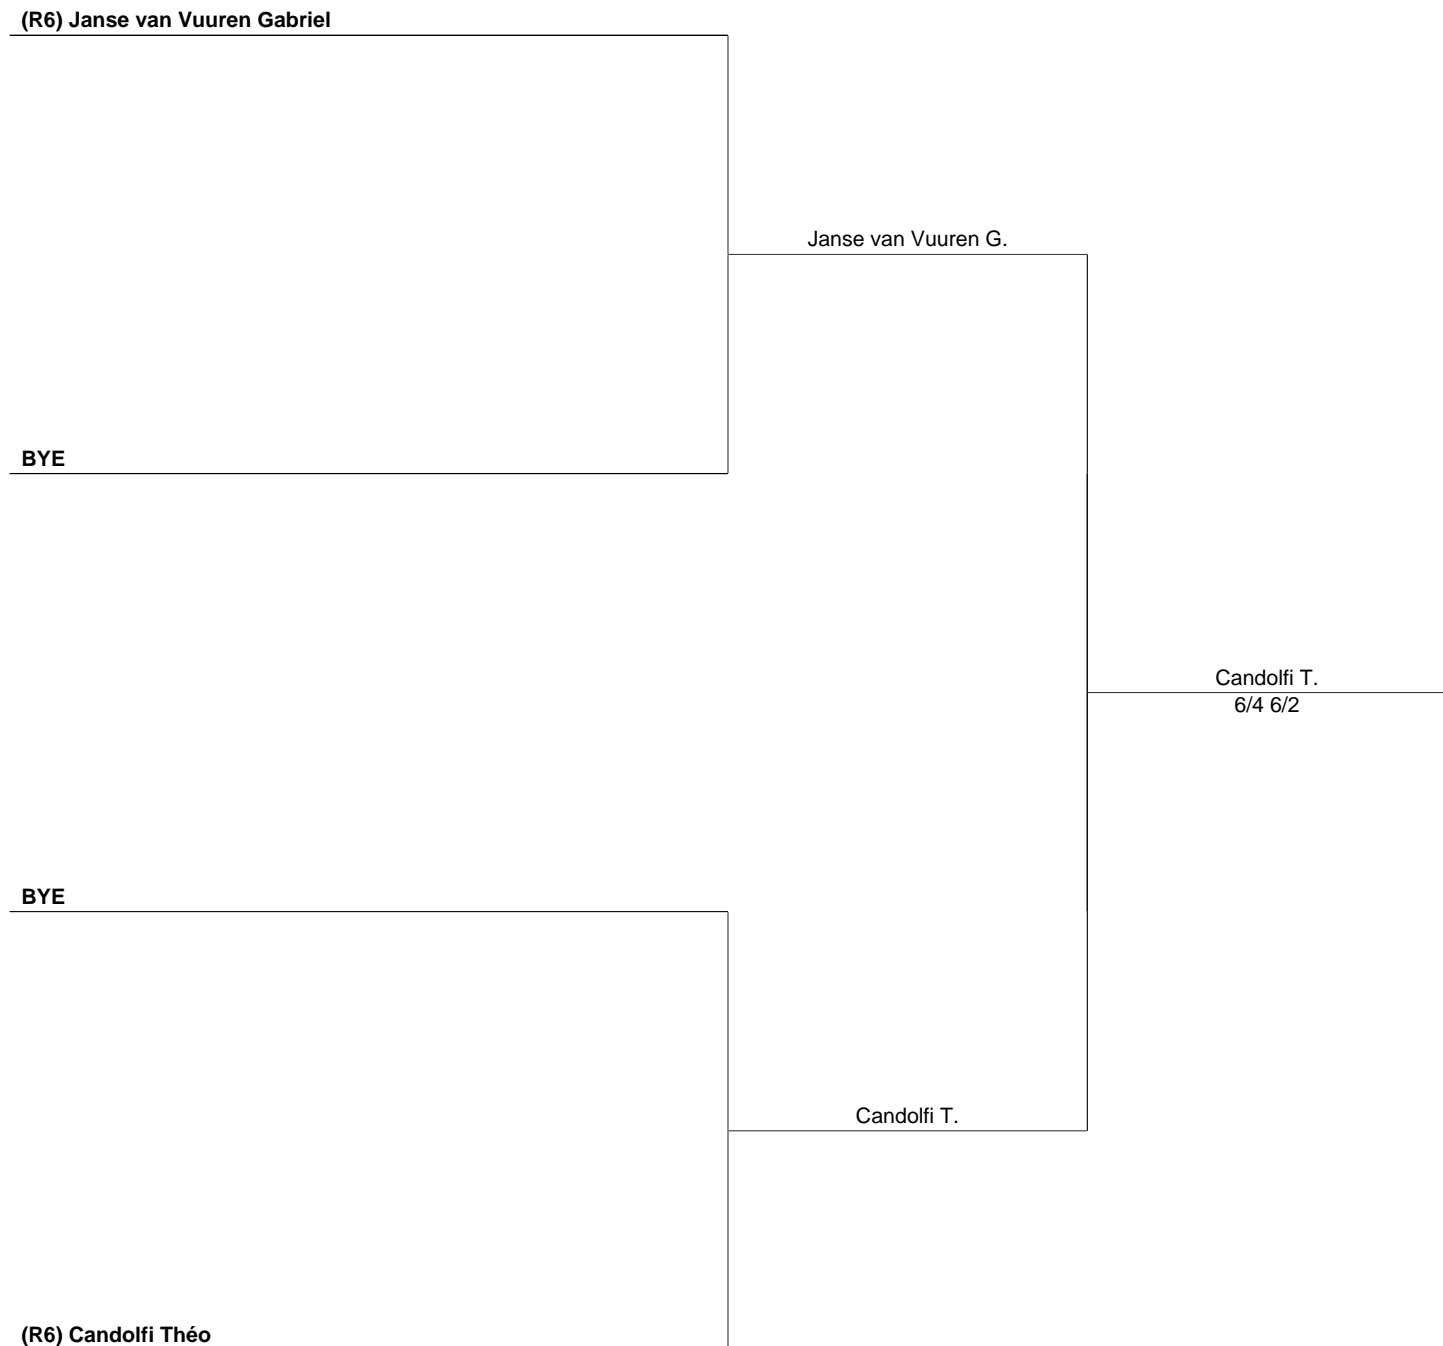 (R6) Janse van Vuuren Gabriel
Janse van Vuuren G.
BYE
Candolfi T.
6/4 6/2
BYE
Candolfi T.
(R6) Candolfi Théo